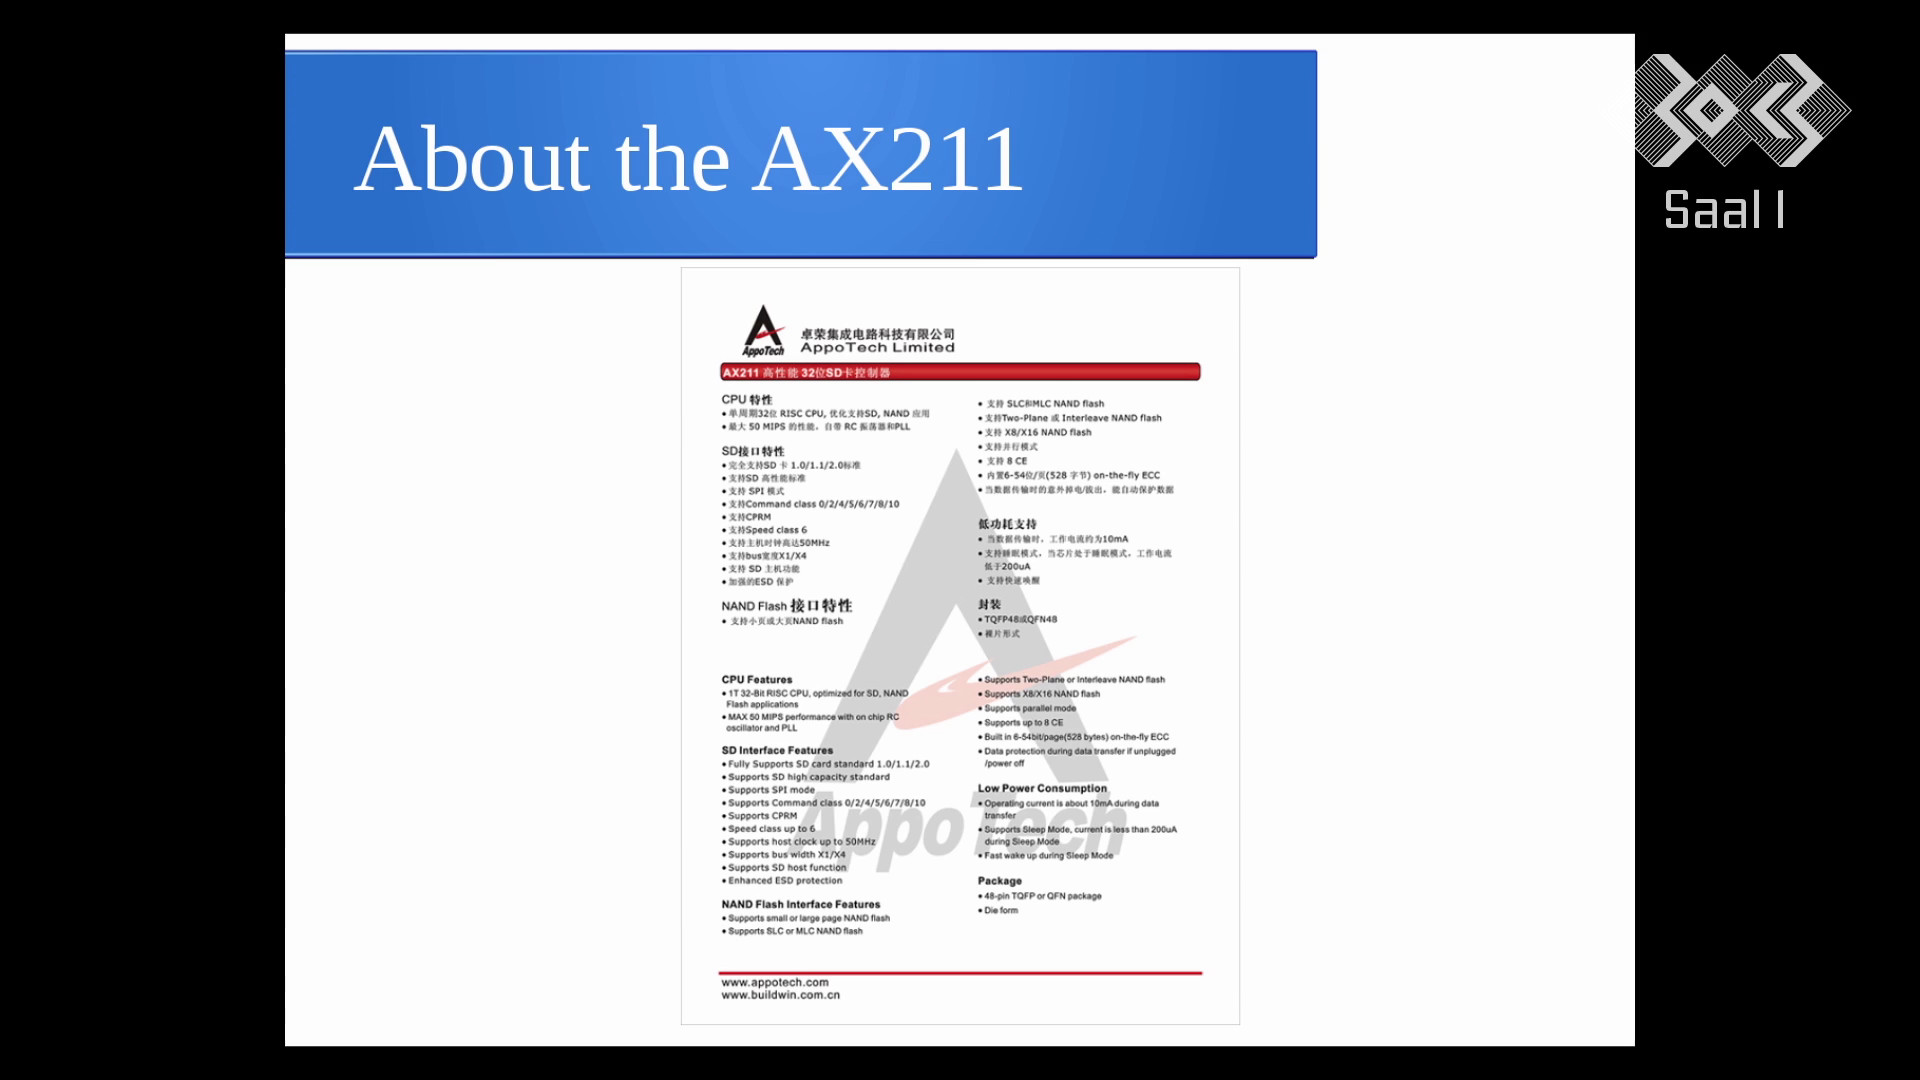 About the AX211
Saal 1
AppoTech
卓荣集成电路科技有限公司
AppoTech Limited
AX211 高性能 32位SD卡控制器
CPU 特性
• 单周期32位 RISC CPU, 优化支持SD, NAND 应用
• 最大 50 MIPS 的性能，自带 RC 振荡器和PLL
SD接口特性
• 完全支持SD 卡 1.0/1.1/2.0标准
• 支持SD 高性能标准
• 支持 SPI 模式
• 支持Command class 0/2/4/5/6/7/8/10
• 支持CPRM
• 支持Speed class 6
• 支持主机时钟高达50MHz
• 支持bus宽度X1/X4
• 支持 SD 主机功能
• 加强的ESD 保护
NAND Flash 接口特性
• 支持小页或大页NAND flash
• 支持 SLC和MLC NAND flash
• 支持Two-Plane 或 Interleave NAND flash
• 支持 X8/X16 NAND flash
• 支持并行模式
• 支持 8 CE
• 内置6-54位/页(528 字节) on-the-fly ECC
• 当数据传输时的意外掉电/拔出，能自动保护数据
低功耗支持
• 当数据传输时，工作电流约为10mA
• 支持睡眠模式，当芯片处于睡眠模式，工作电流
低于200uA
• 支持快速唤醒
封装
• TQFP48或QFN48
• 裸片形式
CPU Features
• 1T 32-Bit RISC CPU, optimized for SD, NAND
Flash applications
• MAX 50 MIPS performance with on chip RC
oscillator and PLL
SD Interface Features
• Fully Supports SD card standard 1.0/1.1/2.0
• Supports SD high capacity standard
• Supports SPI mode
• Supports Command class 0/2/4/5/6/7/8/10
• Supports CPRM
• Speed class up to 6
• Supports host clock up to 50MHz
• Supports bus width X1/X4
• Supports SD host function
• Enhanced ESD protection
NAND Flash Interface Features
• Supports small or large page NAND flash
• Supports SLC or MLC NAND flash
• Supports Two-Plane or Interleave NAND flash
• Supports X8/X16 NAND flash
• Supports parallel mode
• Supports up to 8 CE
• Built in 6-54bit/page(528 bytes) on-the-fly ECC
• Data protection during data transfer if unplugged
/power off
Low Power Consumption
• Operating current is about 10mA during data
transfer
• Supports Sleep Mode, current is less than 200uA
during Sleep Mode
• Fast wake up during Sleep Mode
Package
• 48-pin TQFP or QFN package
• Die form
AppoTech
www.appotech.com
www.buildwin.com.cn